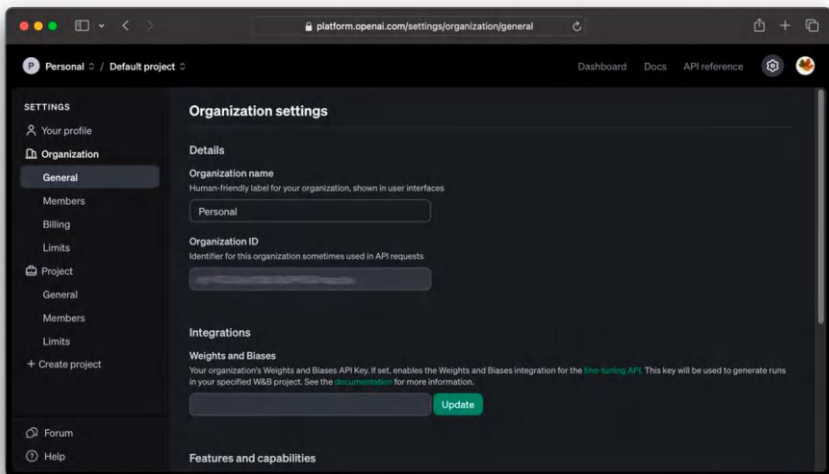 platform.openai.com/settings/organization/general
P Personal / Default project
Dashboard Docs API reference
SETTINGS
Your profile
Organization
General
Members
Billing
Limits
Project
General
Members
Limits
+ Create project
Forum
Help
Organization settings
Details
Organization name
Human-friendly label for your organization, shown in user interfaces
Personal
Organization ID
Identifier for this organization sometimes used in API requests
Integrations
Weights and Biases
Your organization's Weights and Biases API Key. If set, enables the Weights and Biases integration for the fine-tuning API. This key will be used to generate runs
in your specified W&B project. See the documentation for more information.
Update
Features and capabilities